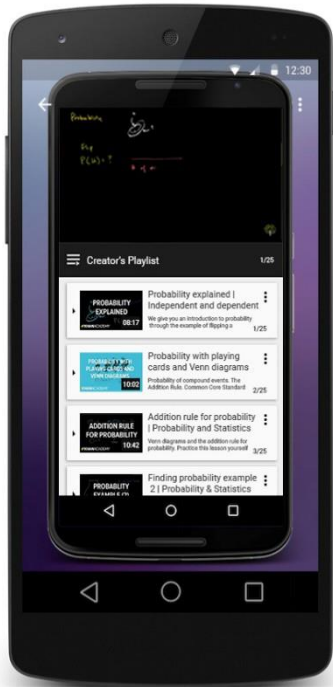 12:30
Probability
Flip
P(H) = ?
Creator's Playlist
1/25
PROBABILITY
EXPLAINED
08:17
Probability explained |
Independent and dependent
We give you an introduction to probability
through the example of flipping a
1/25
PROBABILITY WITH
PLAYING CARDS AND
VENN DIAGRAMS
10:02
Probability with playing
cards and Venn diagrams
Probability of compound events. The
Addition Rule. Common Core Standard
2/25
ADDITION RULE
FOR PROBABILITY
10:42
Addition rule for probability
| Probability and Statistics
Venn diagrams and the addition rule for
probability. Practice this lesson yourself
3/25
PROBABILITY
Finding probability example
2 | Probability & Statistics